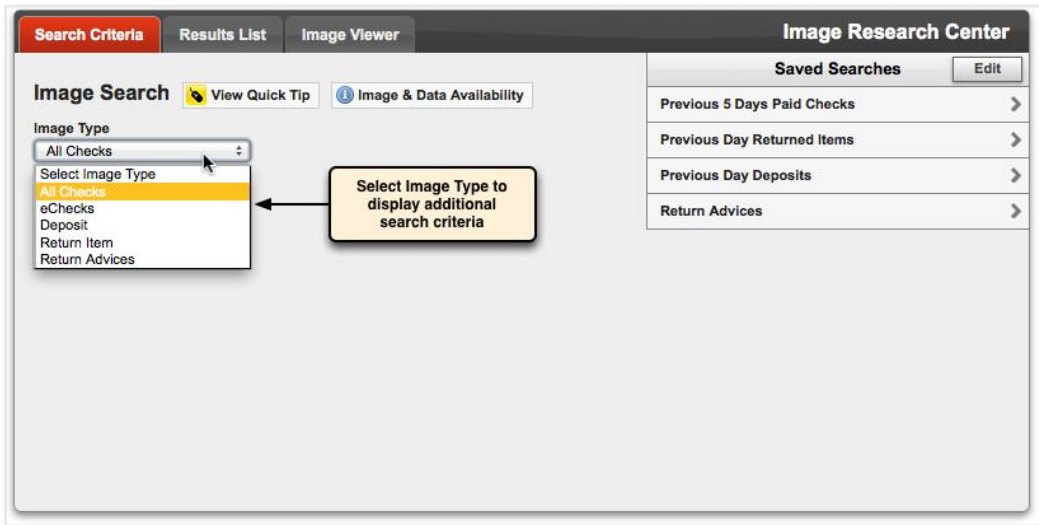 Search Criteria
Results List
Image Viewer
Image Research Center
Saved Searches
Edit
Image Search
View Quick Tip
Image & Data Availability
Previous 5 Days Paid Checks
Previous Day Returned Items
Previous Day Deposits
Return Advices
Image Type
All Checks
Select Image Type
All Checks
eChecks
Deposit
Return Item
Return Advices
Select Image Type to
display additional
search criteria